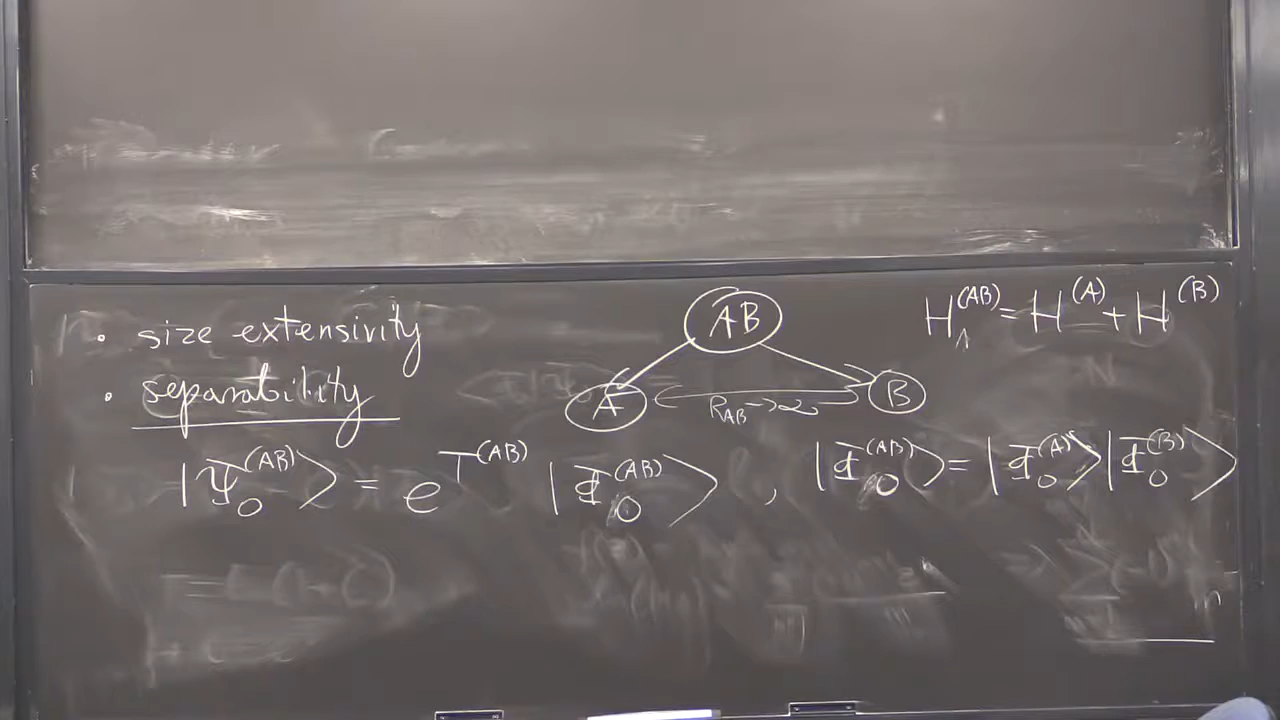 • size extensivity
• separability
AB
A
R_AB → ∞
B
H^(AB) = H^(A) + H^(B)
|Ψ_0^(AB)⟩ = e^T^(AB) |Φ_0^(AB)⟩ , |Φ_0^(AB)⟩ = |Φ_0^(A)⟩|Φ_0^(B)⟩